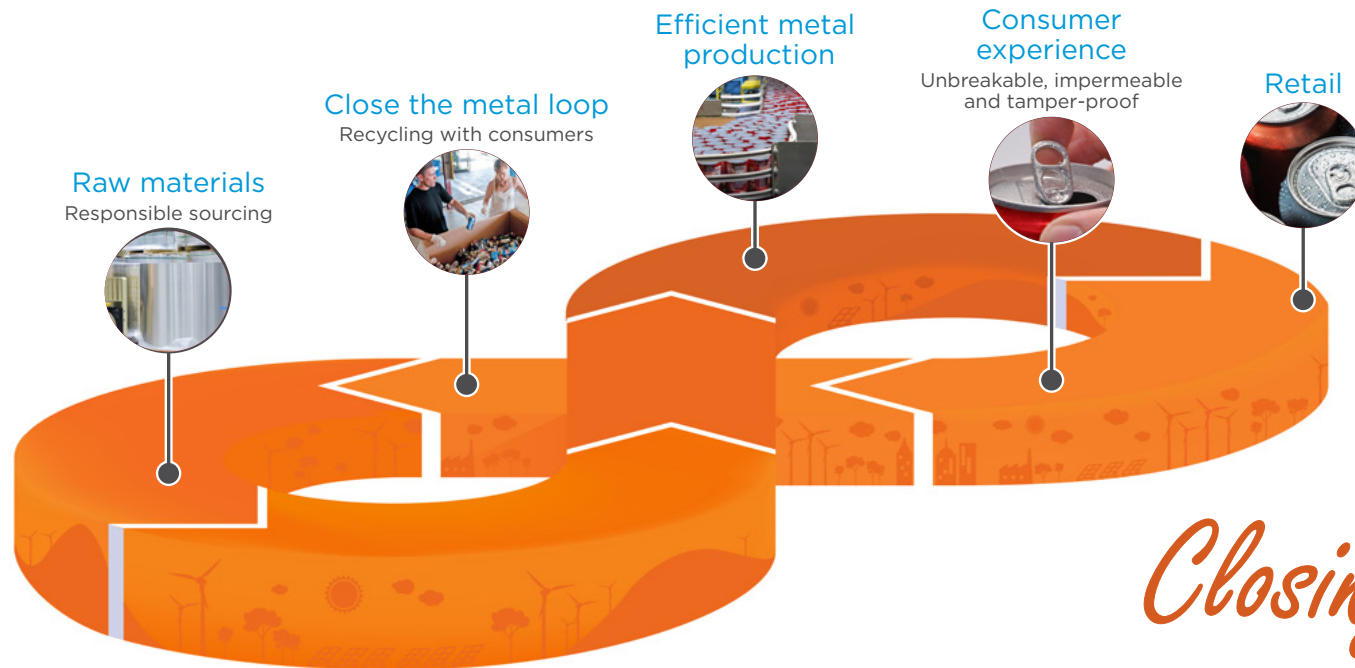 Raw materials
Responsible sourcing
Close the metal loop
Recycling with consumers
Efficient metal
production
Consumer
experience
Unbreakable, impermeable
and tamper-proof
Retail